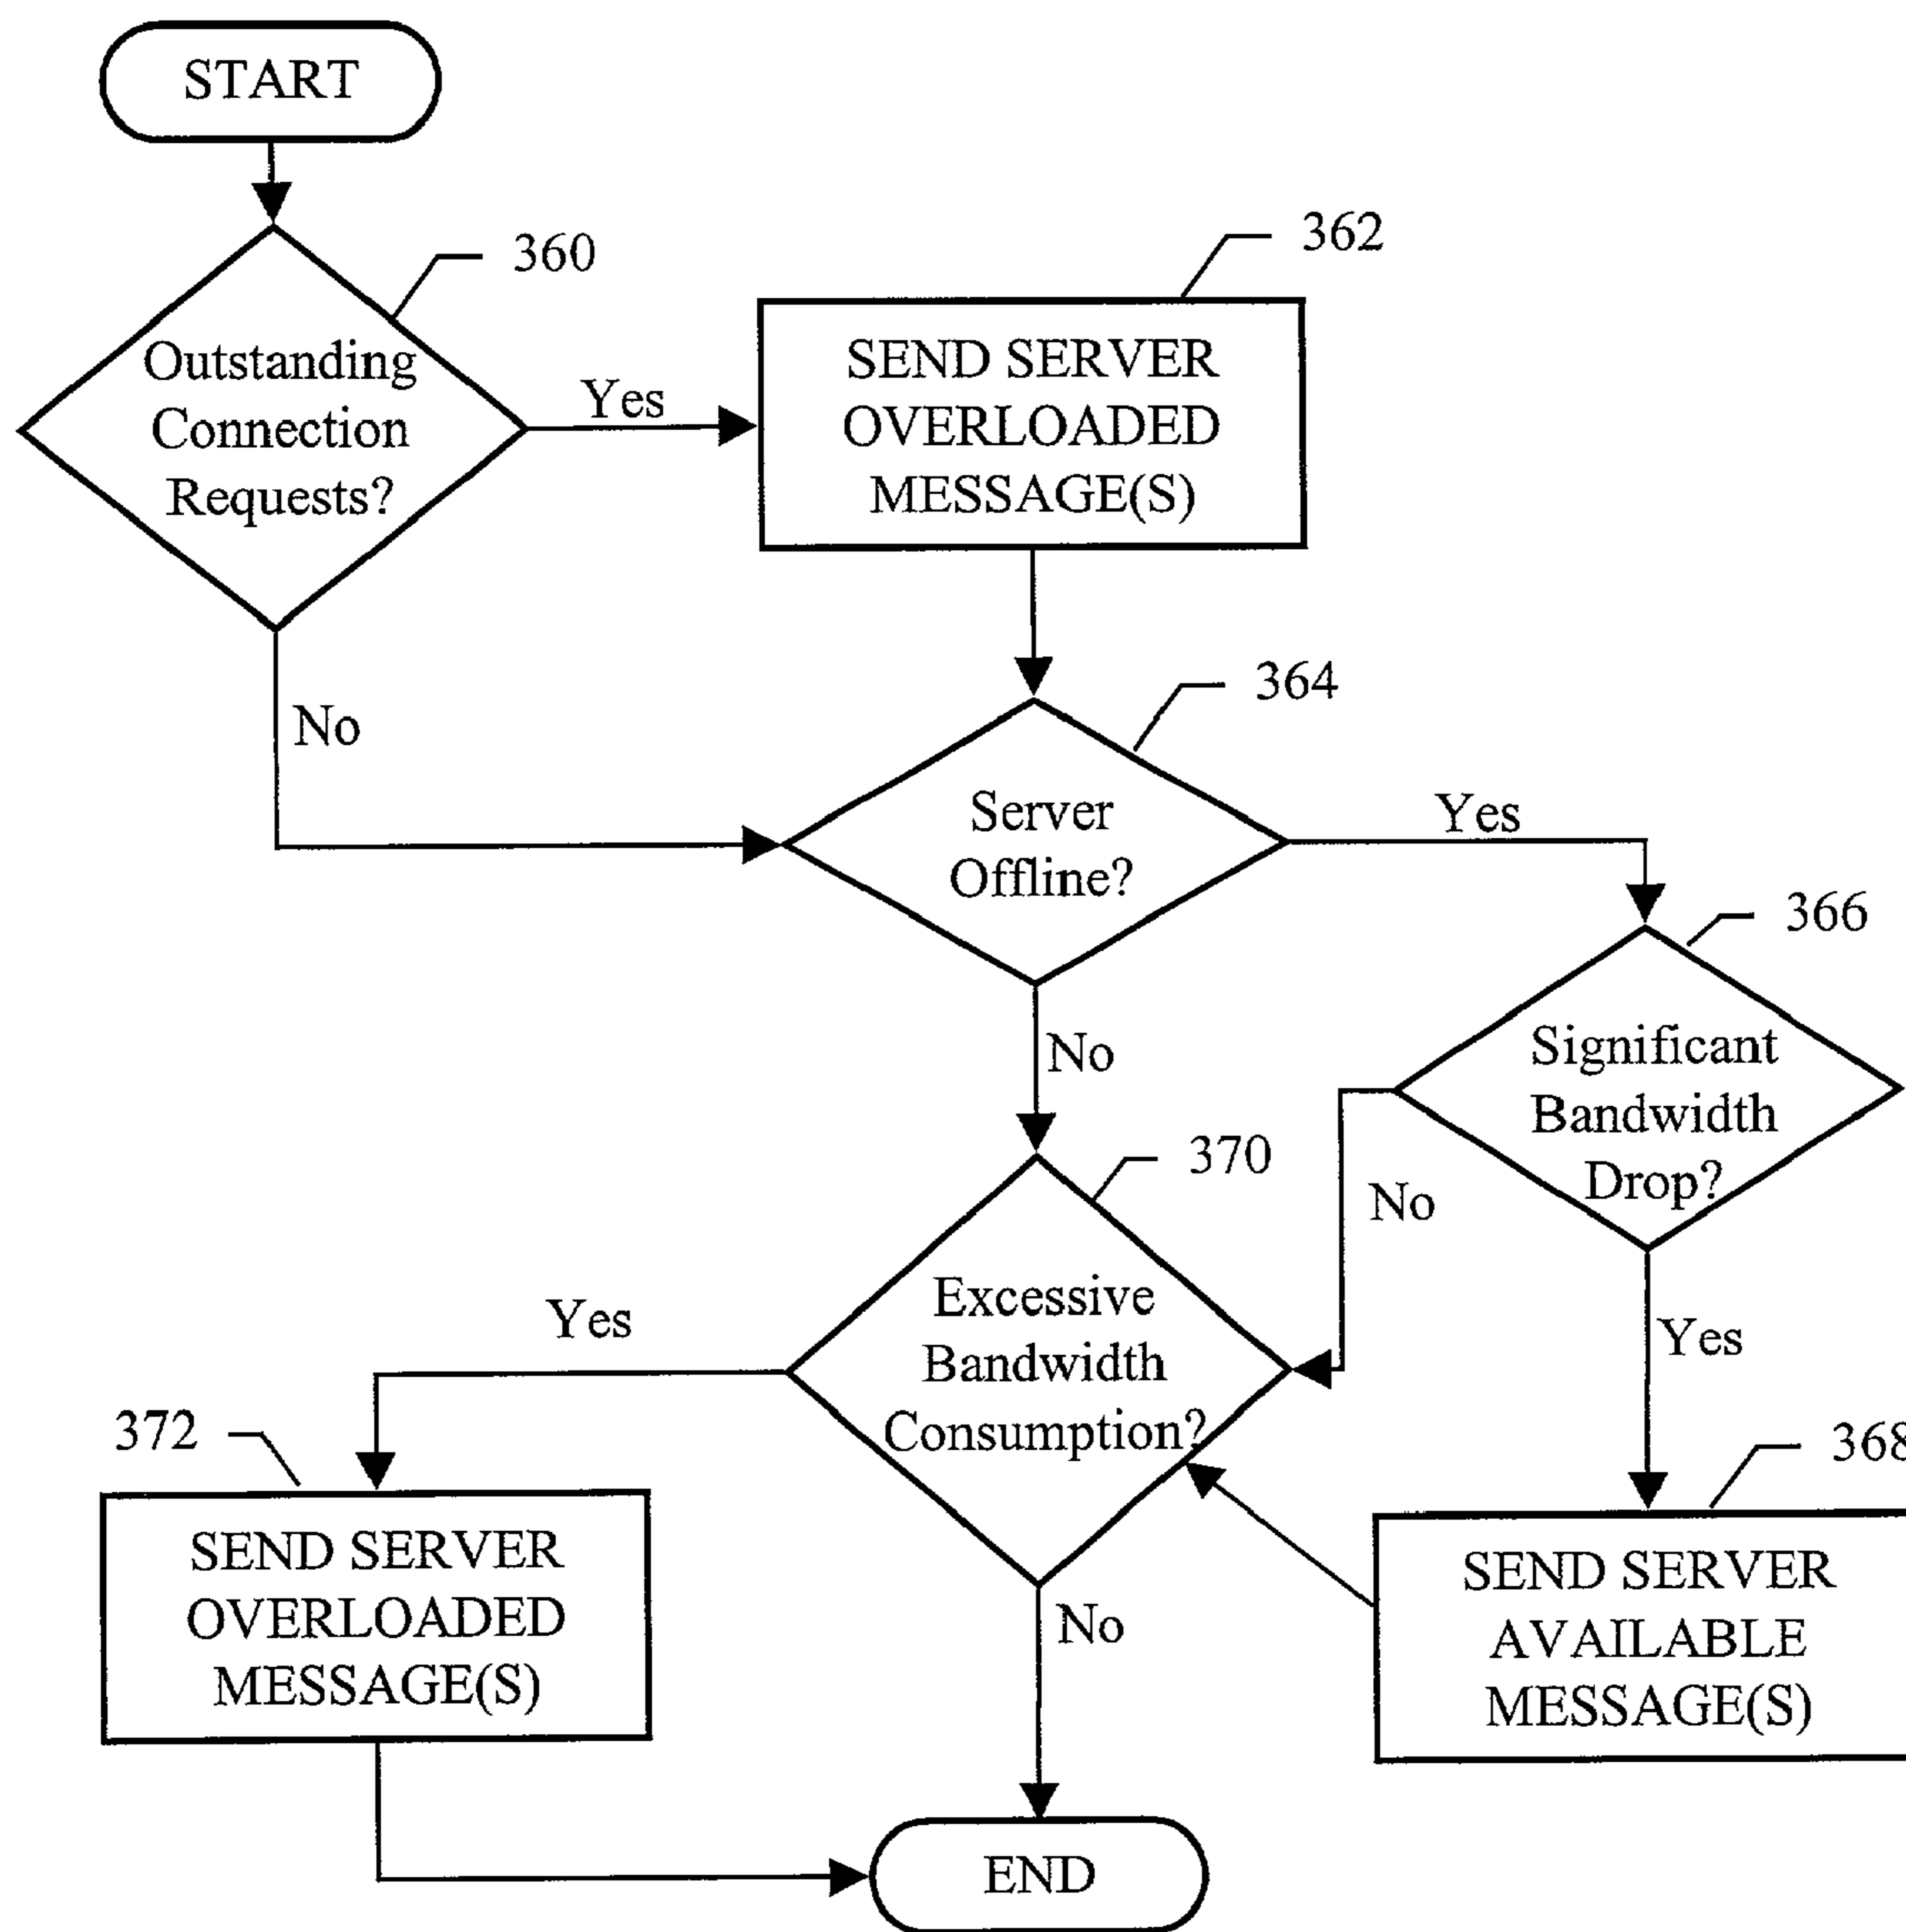 START
360
Outstanding
Connection
Requests?
Yes
362
SEND SERVER
OVERLOADED
MESSAGE(S)
No
364
Server
Offline?
Yes
366
Significant
Bandwidth
Drop?
No
No
Yes
370
Excessive
Bandwidth
Consumption?
Yes
372
SEND SERVER
OVERLOADED
MESSAGE(S)
368
SEND SERVER
AVAILABLE
MESSAGE(S)
No
END